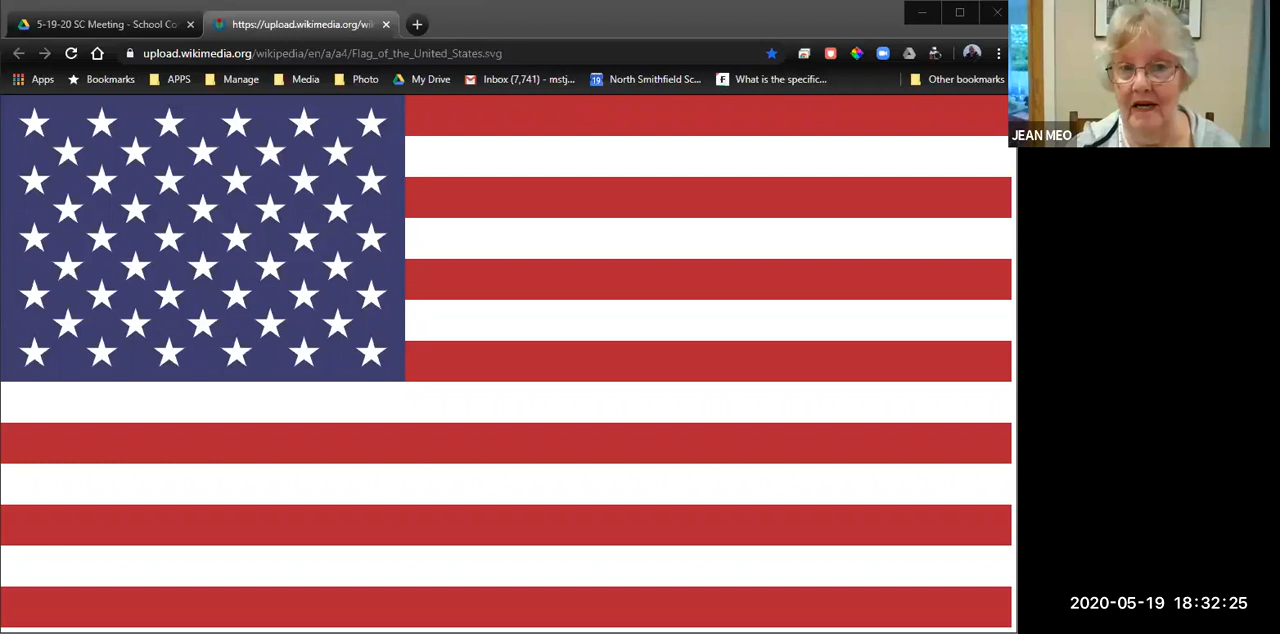 5-19-20 SC Meeting - School Co
https://upload.wikimedia.org/wi
upload.wikimedia.org/wikipedia/en/a/a4/Flag_of_the_United_States.svg
Apps Bookmarks APPS Manage Media Photo My Drive Inbox (7,741) - mstj... 19 North Smithfield Sc... F What is the specific... Other bookmarks
JEAN MEO
2020-05-19 18:32:25